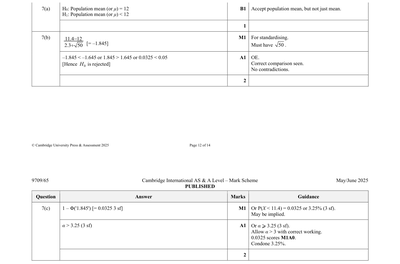 7(a) H₀: Population mean (or μ) = 12 B1 Accept population mean, but not just mean.
H₁: Population mean (or μ) < 12
1
7(b) (11.4−12)/(2.3÷√50) [= −1.845] M1 For standardising.
Must have √50.
−1.845 < −1.645 or 1.845 > 1.645 or 0.0325 < 0.05 A1 OE.
[Hence H₀ is rejected] Correct comparison seen.
No contradictions.
2
© Cambridge University Press & Assessment 2025 Page 12 of 14
9709/65 Cambridge International AS & A Level – Mark Scheme May/June 2025
PUBLISHED
Question Answer Marks Guidance
7(c) 1 − Φ('1.845') [= 0.0325 3 sf] M1 Or P(X̄ < 11.4) = 0.0325 or 3.25% (3 sf).
May be implied.
α > 3.25 (3 sf) A1 Or α ⩾ 3.25 (3 sf).
Allow α > 3 with correct working.
0.0325 scores M1A0.
Condone 3.25%.
2